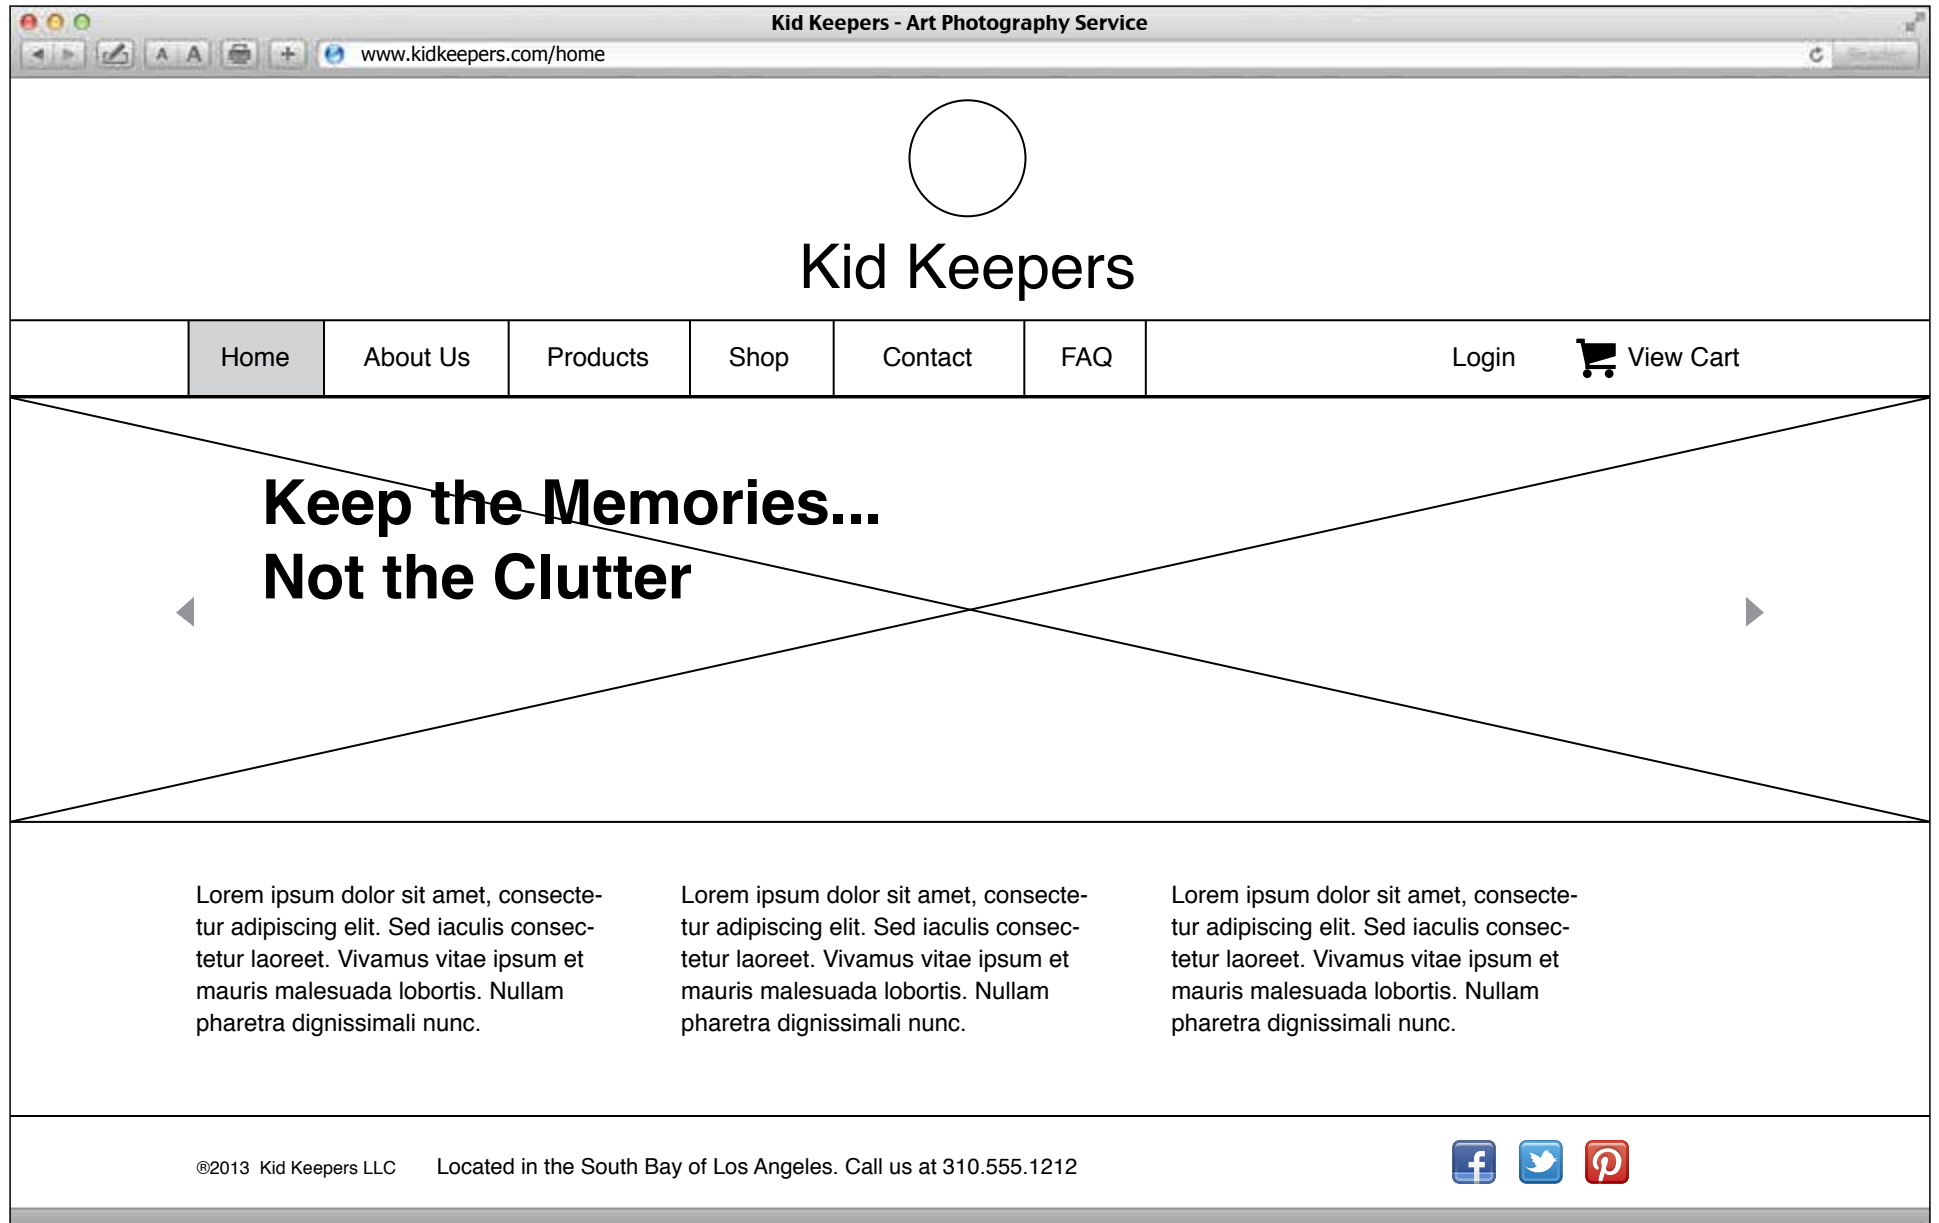 Kid Keepers - Art Photography Service
A A
www.kidkeepers.com/home
Reader
Kid Keepers
Home About Us Products Shop Contact FAQ Login View Cart
Keep the Memories...
Not the Clutter
Lorem ipsum dolor sit amet, consecte-
tur adipiscing elit. Sed iaculis consec-
tetur laoreet. Vivamus vitae ipsum et
mauris malesuada lobortis. Nullam
pharetra dignissimali nunc.
Lorem ipsum dolor sit amet, consecte-
tur adipiscing elit. Sed iaculis consec-
tetur laoreet. Vivamus vitae ipsum et
mauris malesuada lobortis. Nullam
pharetra dignissimali nunc.
Lorem ipsum dolor sit amet, consecte-
tur adipiscing elit. Sed iaculis consec-
tetur laoreet. Vivamus vitae ipsum et
mauris malesuada lobortis. Nullam
pharetra dignissimali nunc.
®2013 Kid Keepers LLC Located in the South Bay of Los Angeles. Call us at 310.555.1212